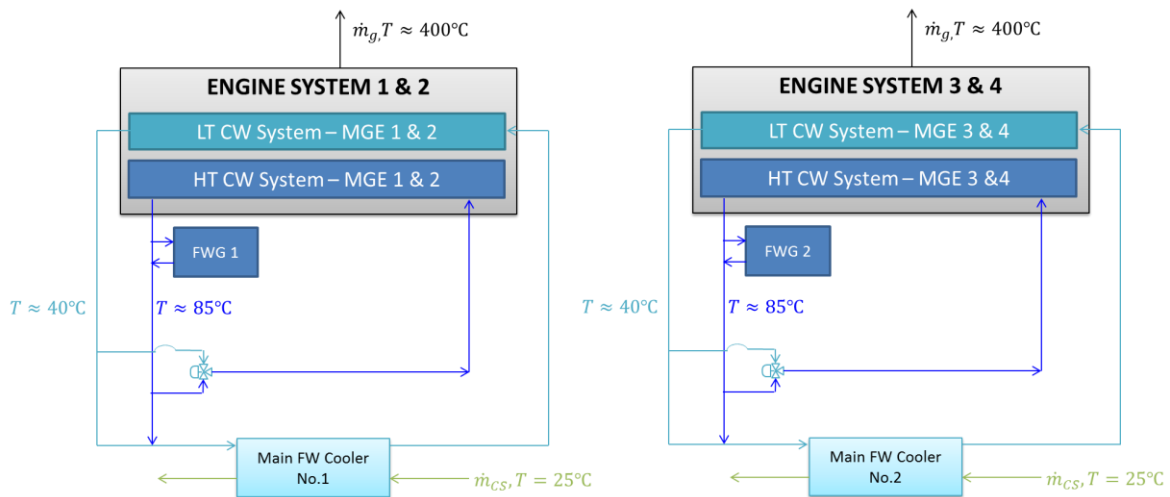 ṁg,T ≈ 400°C
ENGINE SYSTEM 1 & 2
LT CW System – MGE 1 & 2
HT CW System – MGE 1 & 2
FWG 1
T ≈ 40°C
T ≈ 85°C
Main FW Cooler
No.1
ṁCS, T = 25°C
ṁg,T ≈ 400°C
ENGINE SYSTEM 3 & 4
LT CW System – MGE 3 & 4
HT CW System – MGE 3 &4
FWG 2
T ≈ 40°C
T ≈ 85°C
Main FW Cooler
No.2
ṁCS, T = 25°C